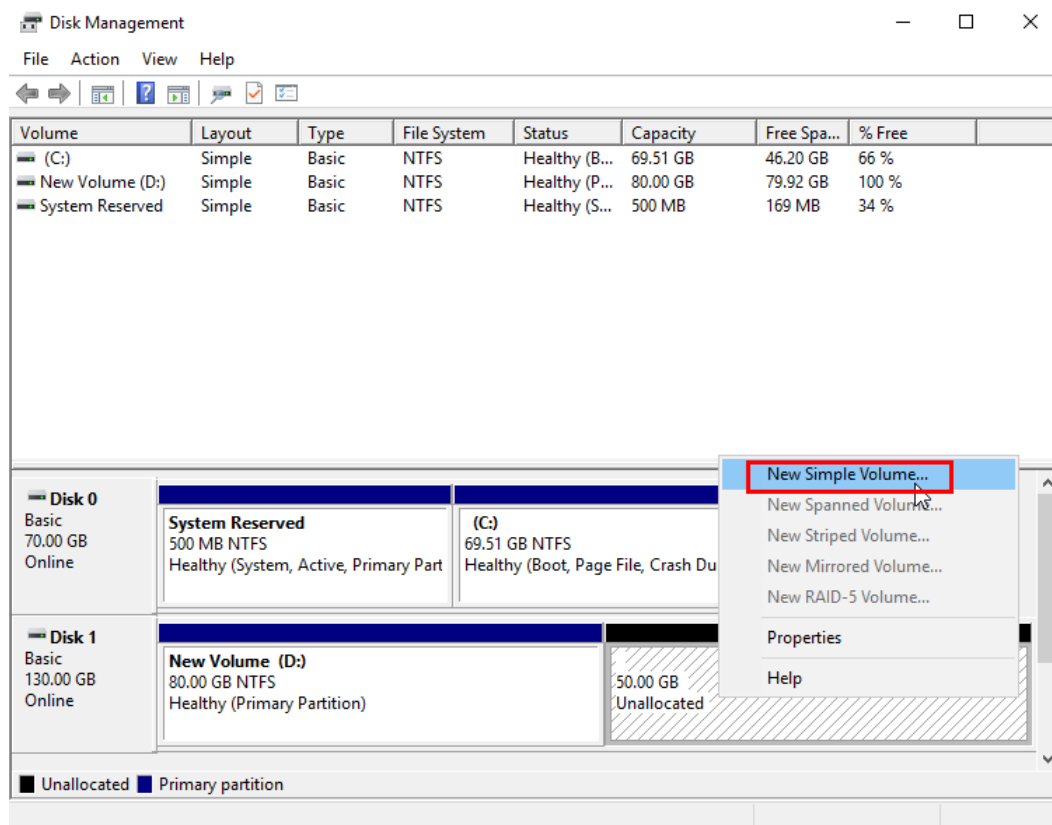 Disk Management
File Action View Help
Volume Layout Type File System Status Capacity Free Spa... % Free
(C:) Simple Basic NTFS Healthy (B... 69.51 GB 46.20 GB 66 %
New Volume (D:) Simple Basic NTFS Healthy (P... 80.00 GB 79.92 GB 100 %
System Reserved Simple Basic NTFS Healthy (S... 500 MB 169 MB 34 %
New Simple Volume...
New Spanned Volume...
New Striped Volume...
New Mirrored Volume...
New RAID-5 Volume...
Properties
Help
Disk 0
Basic
70.00 GB
Online
System Reserved
500 MB NTFS
Healthy (System, Active, Primary Part
(C:)
69.51 GB NTFS
Healthy (Boot, Page File, Crash Du
Disk 1
Basic
130.00 GB
Online
New Volume (D:)
80.00 GB NTFS
Healthy (Primary Partition)
50.00 GB
Unallocated
Unallocated Primary partition